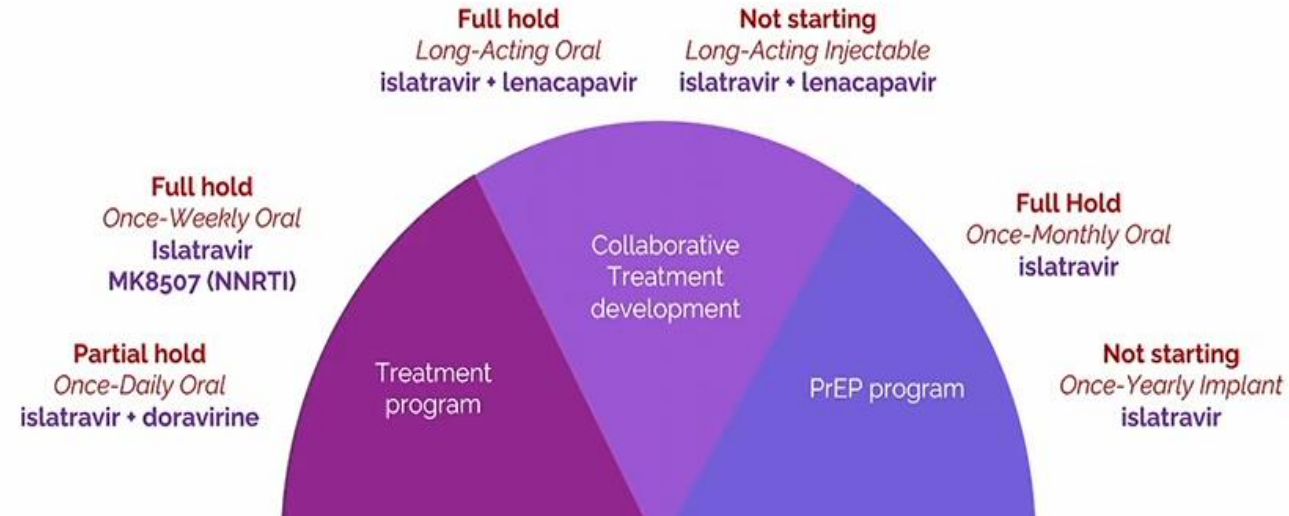 Full hold
Long-Acting Oral
islatravir + lenacapavir
Not starting
Long-Acting Injectable
islatravir + lenacapavir
Full hold
Once-Weekly Oral
Islatravir
MK8507 (NNRTI)
Full Hold
Once-Monthly Oral
islatravir
Collaborative
Treatment
development
Partial hold
Once-Daily Oral
islatravir + doravirine
Treatment
program
PrEP program
Not starting
Once-Yearly Implant
islatravir